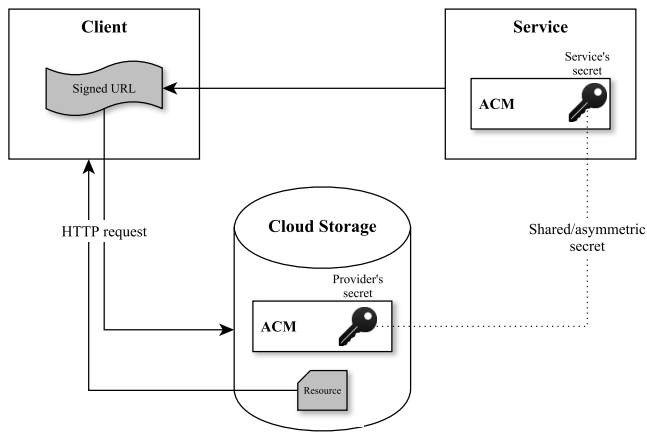 Client
Service
Signed URL
Service's
secret
ACM
HTTP request
Cloud Storage
Shared/asymmetric
secret
Provider's
secret
ACM
Resource